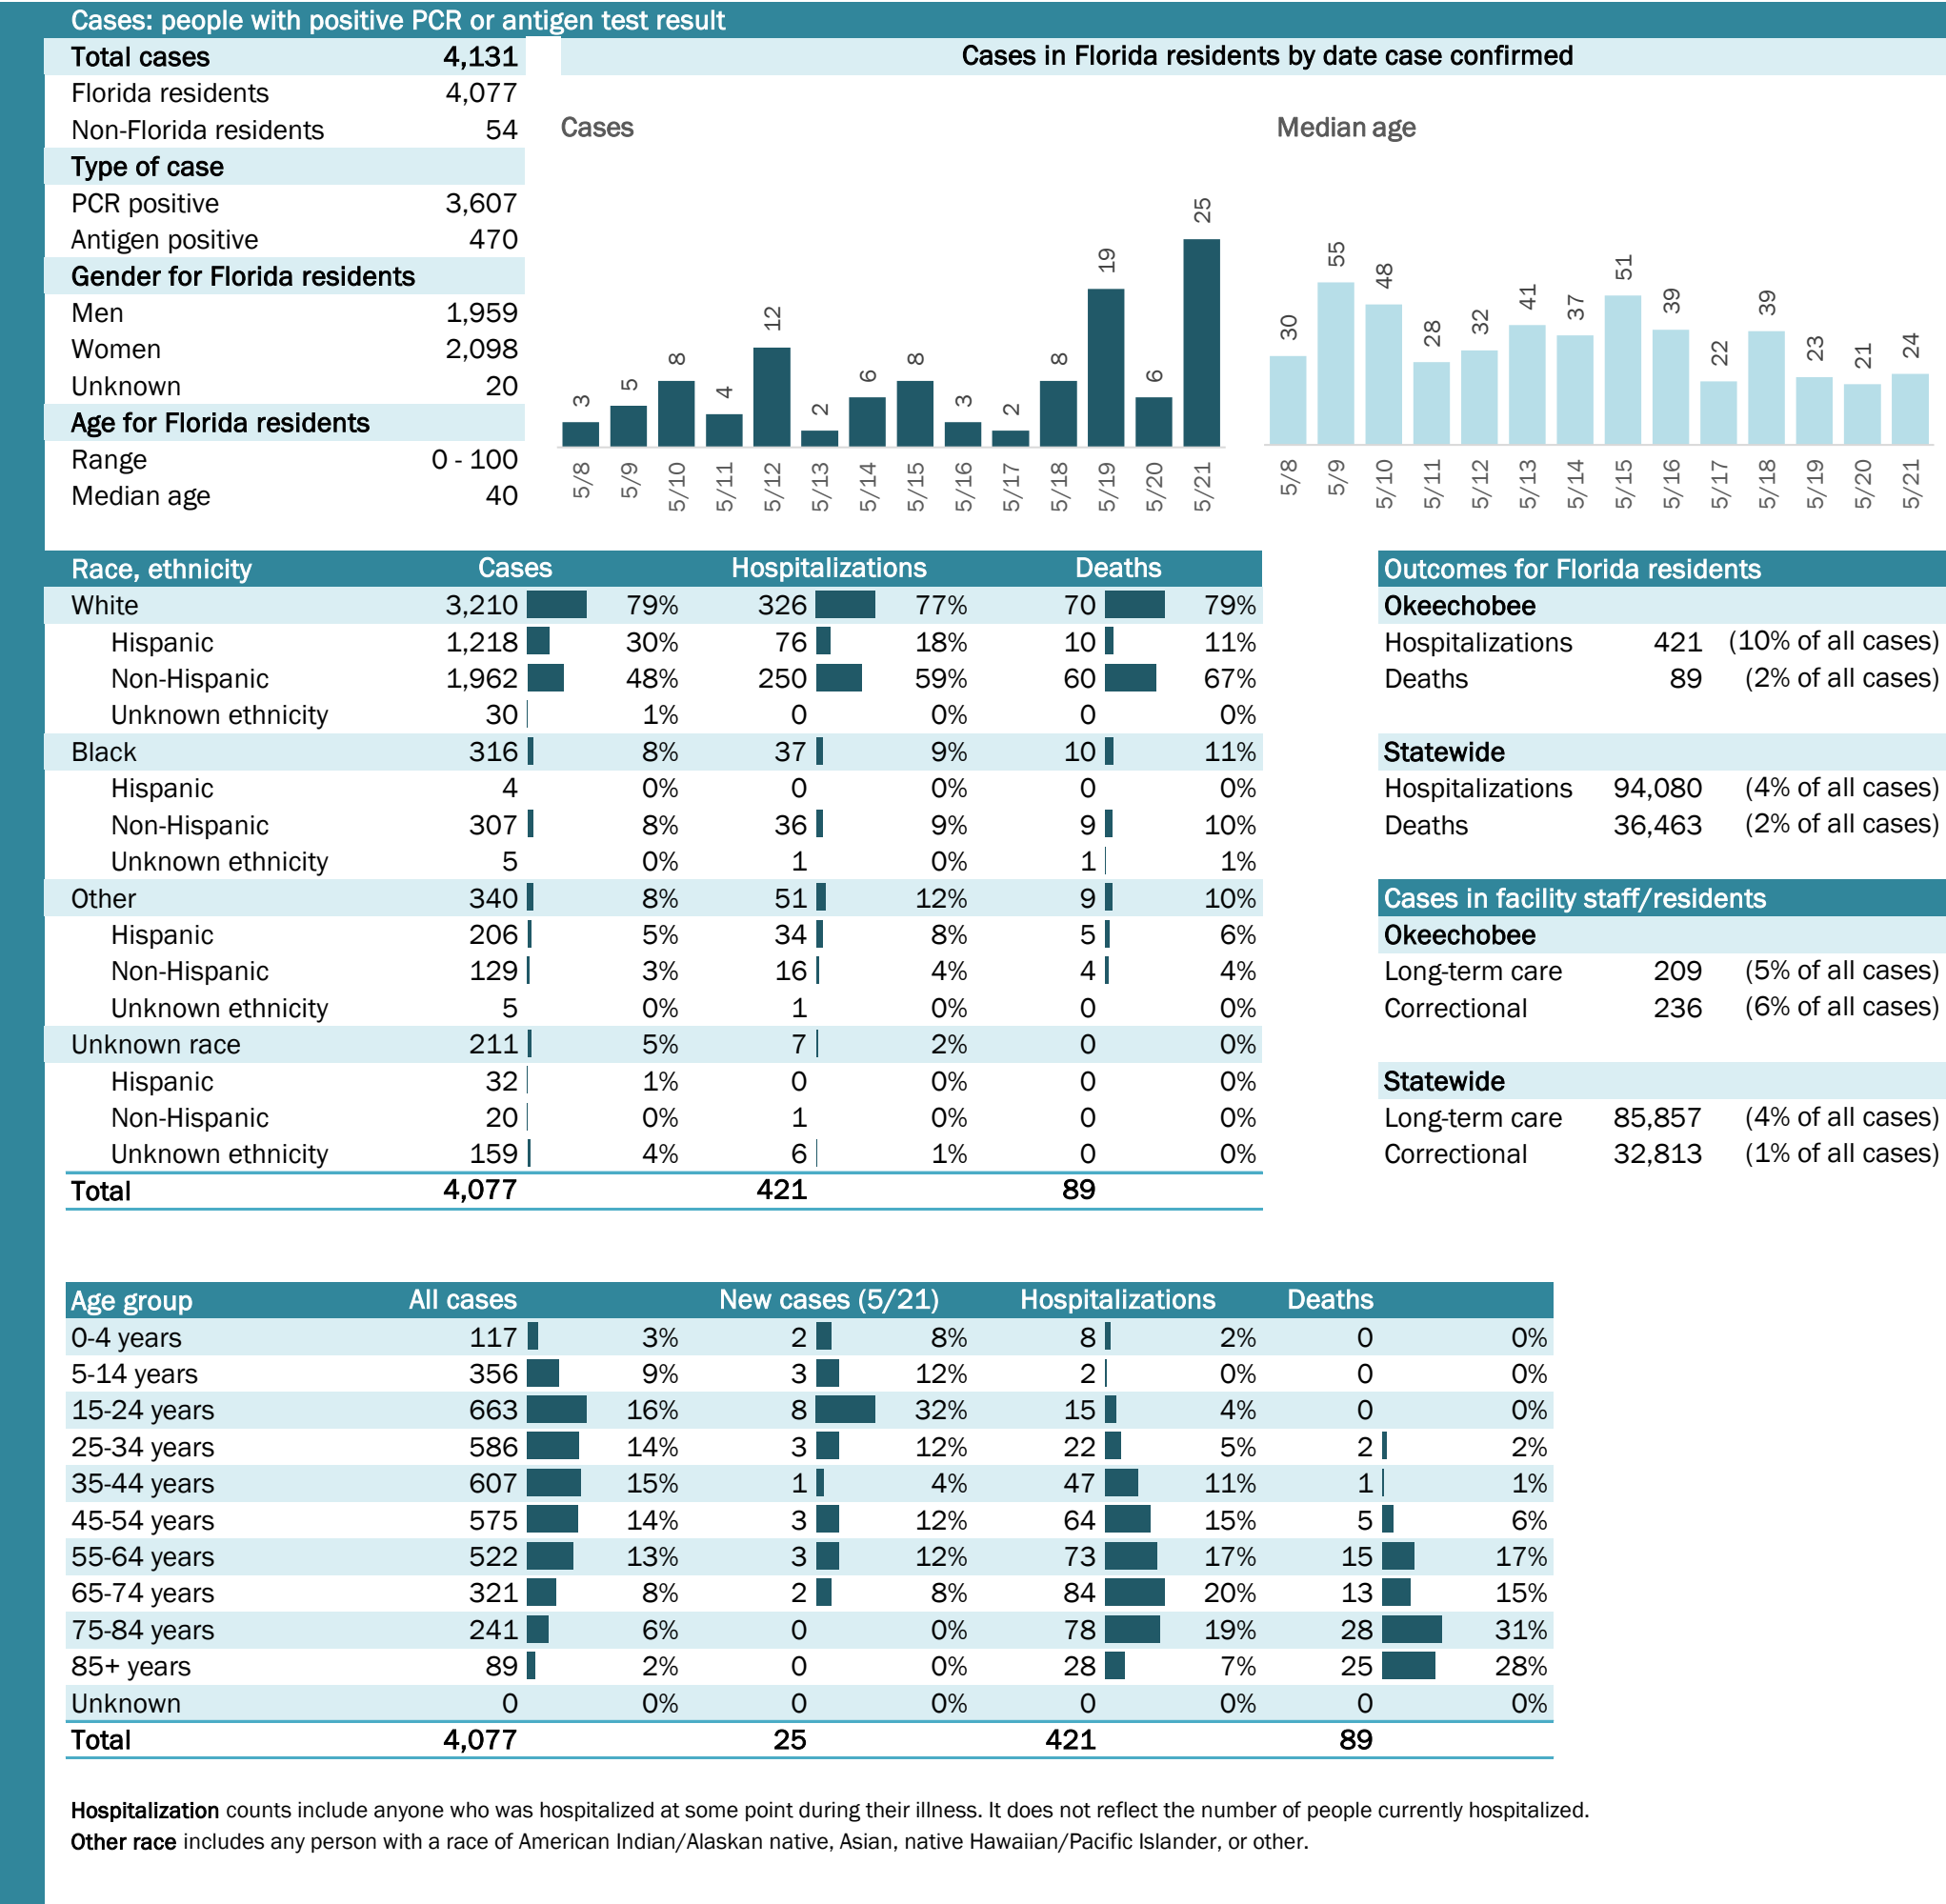 Cases: people with positive PCR or antigen test result
Total cases 4,131
Florida residents 4,077
Non-Florida residents 54
Type of case
PCR positive 3,607
Antigen positive 470
Gender for Florida residents
Men 1,959
Women 2,098
Unknown 20
Age for Florida residents
Range 0 - 100
Median age 40
Cases in Florida residents by date case confirmed
Cases
3 5 8 4 12 2 6 8 3 2 8 19 6 25
5/8 5/9 5/10 5/11 5/12 5/13 5/14 5/15 5/16 5/17 5/18 5/19 5/20 5/21
Median age
30 55 48 28 32 41 37 51 39 22 39 23 21 24
5/8 5/9 5/10 5/11 5/12 5/13 5/14 5/15 5/16 5/17 5/18 5/19 5/20 5/21
Race, ethnicity Cases Hospitalizations Deaths
White 3,210 79% 326 77% 70 79%
Hispanic 1,218 30% 76 18% 10 11%
Non-Hispanic 1,962 48% 250 59% 60 67%
Unknown ethnicity 30 1% 0 0% 0 0%
Black 316 8% 37 9% 10 11%
Hispanic 4 0% 0 0% 0 0%
Non-Hispanic 307 8% 36 9% 9 10%
Unknown ethnicity 5 0% 1 0% 1 1%
Other 340 8% 51 12% 9 10%
Hispanic 206 5% 34 8% 5 6%
Non-Hispanic 129 3% 16 4% 4 4%
Unknown ethnicity 5 0% 1 0% 0 0%
Unknown race 211 5% 7 2% 0 0%
Hispanic 32 1% 0 0% 0 0%
Non-Hispanic 20 0% 1 0% 0 0%
Unknown ethnicity 159 4% 6 1% 0 0%
Total 4,077 421 89
Outcomes for Florida residents
Okeechobee
Hospitalizations 421 (10% of all cases)
Deaths 89 (2% of all cases)
Statewide
Hospitalizations 94,080 (4% of all cases)
Deaths 36,463 (2% of all cases)
Cases in facility staff/residents
Okeechobee
Long-term care 209 (5% of all cases)
Correctional 236 (6% of all cases)
Statewide
Long-term care 85,857 (4% of all cases)
Correctional 32,813 (1% of all cases)
Age group All cases New cases (5/21) Hospitalizations Deaths
0-4 years 117 3% 2 8% 8 2% 0 0%
5-14 years 356 9% 3 12% 2 0% 0 0%
15-24 years 663 16% 8 32% 15 4% 0 0%
25-34 years 586 14% 3 12% 22 5% 2 2%
35-44 years 607 15% 1 4% 47 11% 1 1%
45-54 years 575 14% 3 12% 64 15% 5 6%
55-64 years 522 13% 3 12% 73 17% 15 17%
65-74 years 321 8% 2 8% 84 20% 13 15%
75-84 years 241 6% 0 0% 78 19% 28 31%
85+ years 89 2% 0 0% 28 7% 25 28%
Unknown 0 0% 0 0% 0 0% 0 0%
Total 4,077 25 421 89
Hospitalization counts include anyone who was hospitalized at some point during their illness. It does not reflect the number of people currently hospitalized.
Other race includes any person with a race of American Indian/Alaskan native, Asian, native Hawaiian/Pacific Islander, or other.